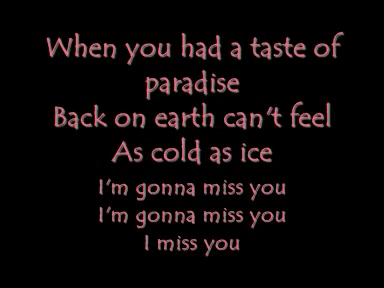 When you had a taste of
paradise
Back on earth can't feel
As cold as ice
I'm gonna miss you
I'm gonna miss you
I miss you